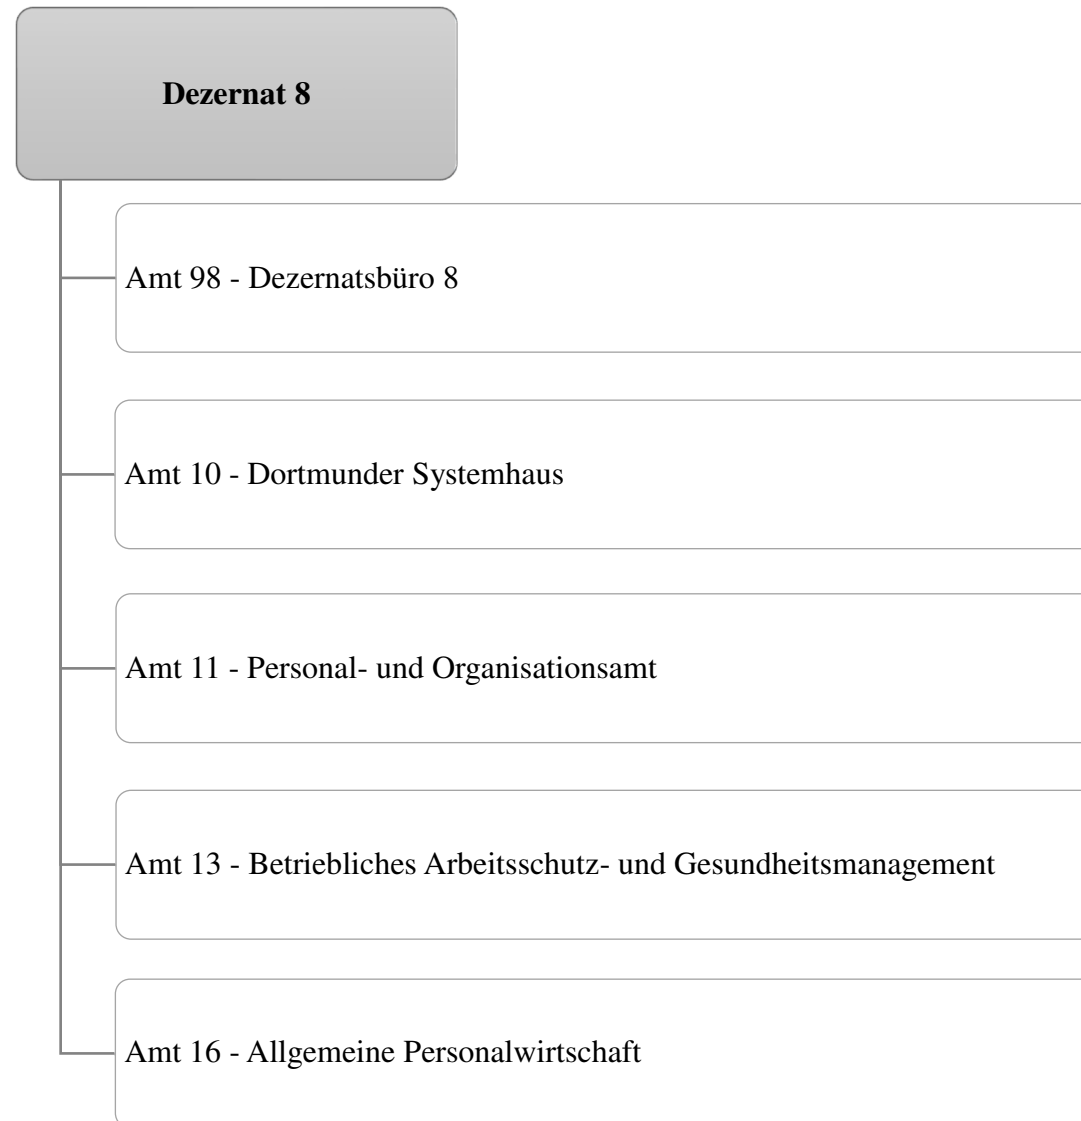 Dezernat 8
Amt 98 - Dezernatsbüro 8
Amt 10 - Dortmunder Systemhaus
Amt 11 - Personal- und Organisationsamt
Amt 13 - Betriebliches Arbeitsschutz- und Gesundheitsmanagement
Amt 16 - Allgemeine Personalwirtschaft